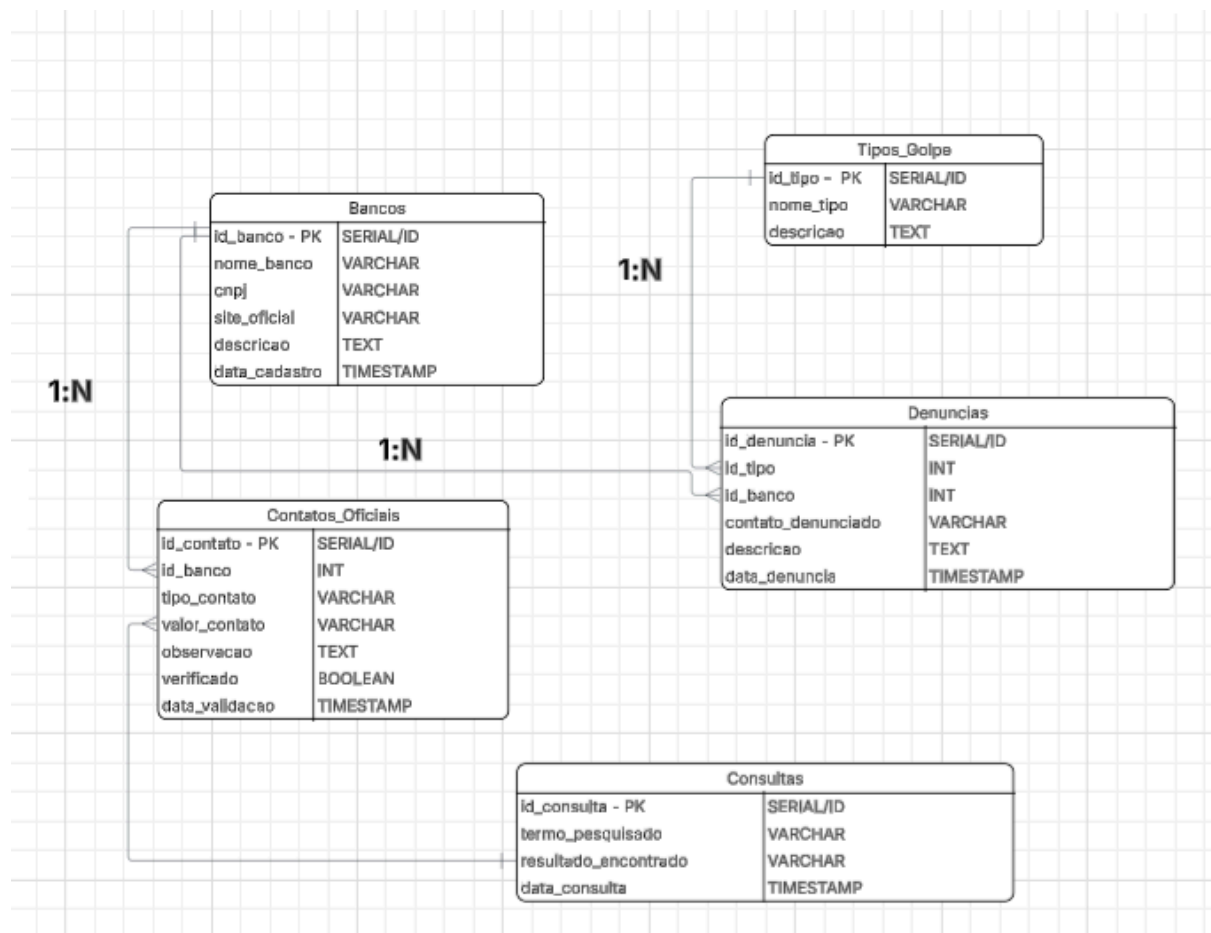 Tipos_Golpe
id_tipo - PK SERIAL/ID
nome_tipo VARCHAR
descricao TEXT
Bancos
id_banco - PK SERIAL/ID
nome_banco VARCHAR
cnpj VARCHAR
site_oficial VARCHAR
descricao TEXT
data_cadastro TIMESTAMP
1:N
1:N
1:N
Denuncias
id_denuncia - PK SERIAL/ID
id_tipo INT
id_banco INT
contato_denunciado VARCHAR
descricao TEXT
data_denuncia TIMESTAMP
Contatos_Oficiais
id_contato - PK SERIAL/ID
id_banco INT
tipo_contato VARCHAR
valor_contato VARCHAR
observacao TEXT
verificado BOOLEAN
data_validacao TIMESTAMP
Consultas
id_consulta - PK SERIAL/ID
termo_pesquisado VARCHAR
resultado_encontrado VARCHAR
data_consulta TIMESTAMP